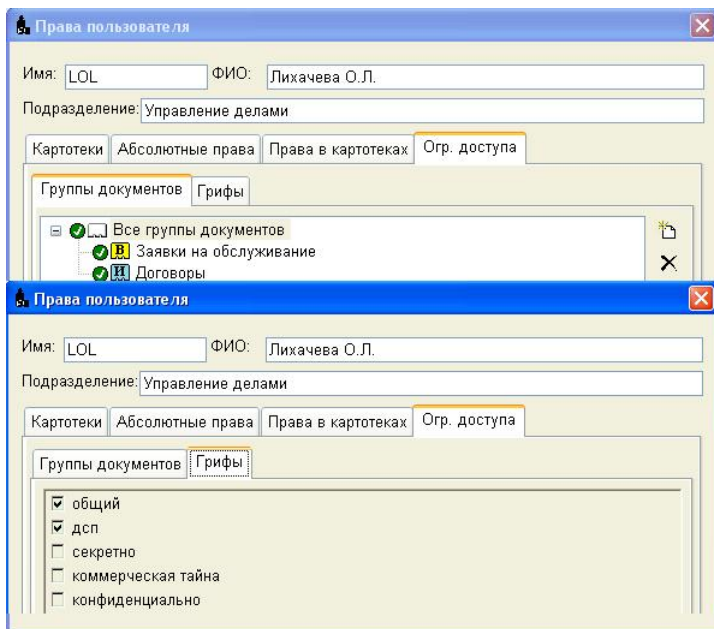 Права пользователя
Имя: LOL ФИО: Лихачева О.Л.
Подразделение: Управление делами
Картотеки Абсолютные права Права в картотеках Огр. доступа
Группы документов Грифы
Все группы документов
В Заявки на обслуживание
И Договоры
Права пользователя
Имя: LOL ФИО: Лихачева О.Л.
Подразделение: Управление делами
Картотеки Абсолютные права Права в картотеках Огр. доступа
Группы документов Грифы
общий
дсп
секретно
коммерческая тайна
конфиденциально